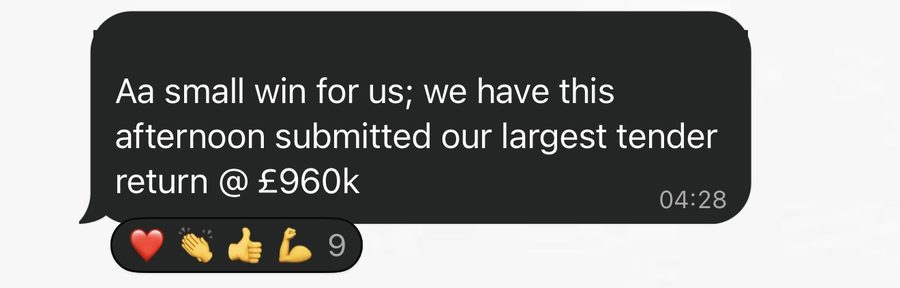 Aa small win for us; we have this
afternoon submitted our largest tender
return @ £960k
04:28
❤️ 👏 👍 💪 9